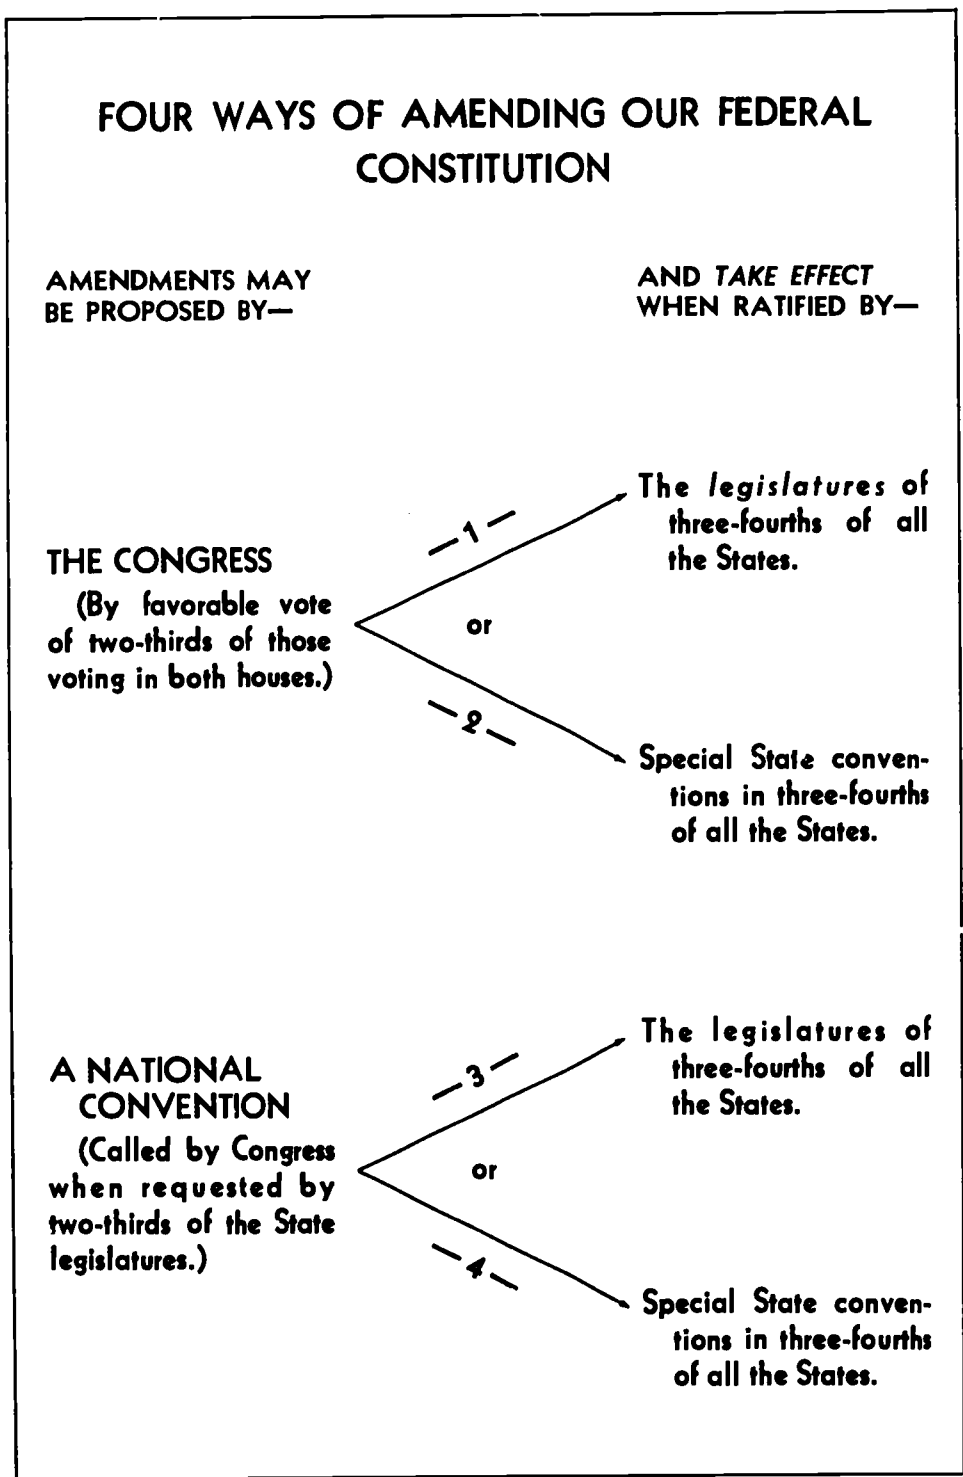 FOUR WAYS OF AMENDING OUR FEDERAL
CONSTITUTION
AMENDMENTS MAY
BE PROPOSED BY—
AND TAKE EFFECT
WHEN RATIFIED BY—
THE CONGRESS
(By favorable vote
of two-thirds of those
voting in both houses.)
— 1 —
or
— 2 —
The legislatures of
three-fourths of all
the States.
Special State conven-
tions in three-fourths
of all the States.
A NATIONAL
CONVENTION
(Called by Congress
when requested by
two-thirds of the State
legislatures.)
— 3 —
or
— 4 —
The legislatures of
three-fourths of all
the States.
Special State conven-
tions in three-fourths
of all the States.